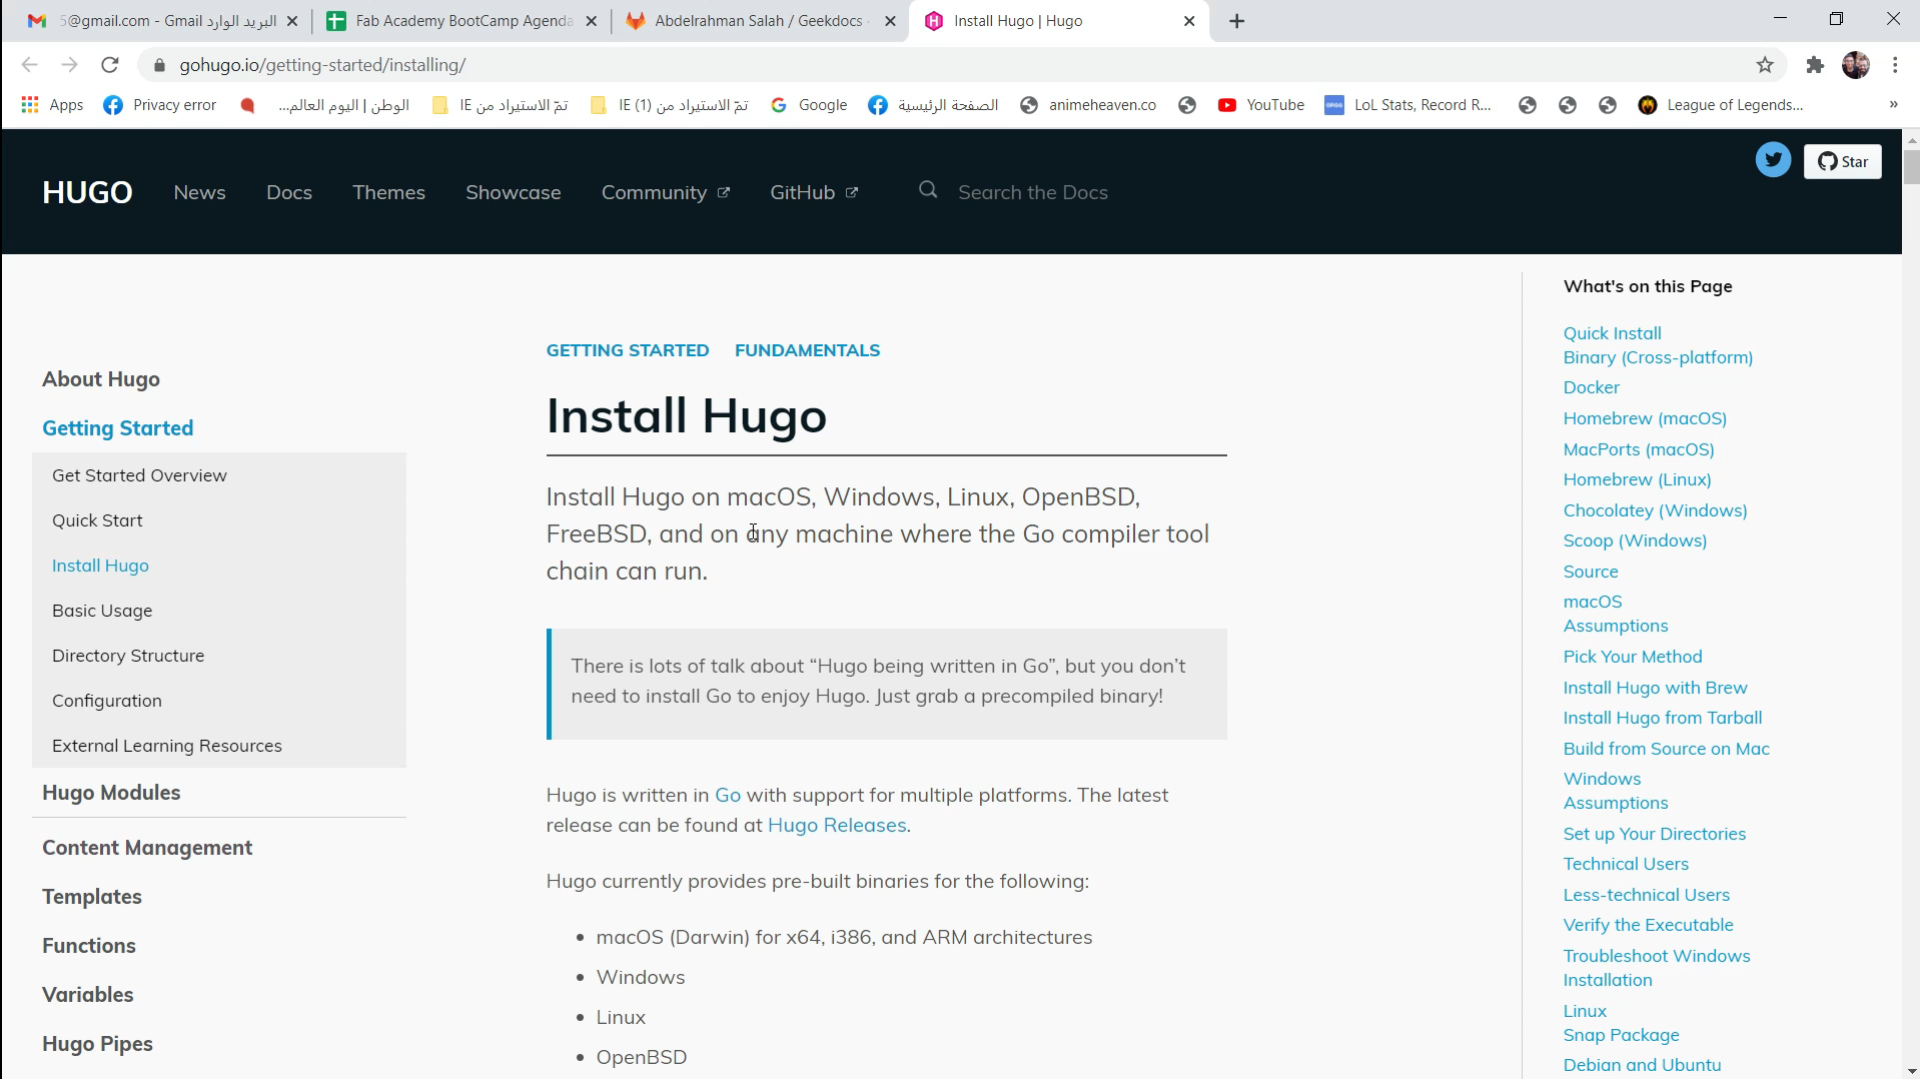 5@gmail.com - Gmail البريد الوارد
Fab Academy BootCamp Agenda
Abdelrahman Salah / Geekdocs
Install Hugo | Hugo
gohugo.io/getting-started/installing/
Apps
Privacy error
الوطن | اليوم العالم...
تمّ الاستيراد من IE
تمّ الاستيراد من IE (1)
Google
الصفحة الرئيسية
animeheaven.co
YouTube
LoL Stats, Record R...
League of Legends...
»
HUGO
News
Docs
Themes
Showcase
Community
GitHub
Search the Docs
Star
About Hugo
Getting Started
Get Started Overview
Quick Start
Install Hugo
Basic Usage
Directory Structure
Configuration
External Learning Resources
Hugo Modules
Content Management
Templates
Functions
Variables
Hugo Pipes
GETTING STARTED FUNDAMENTALS
Install Hugo
Install Hugo on macOS, Windows, Linux, OpenBSD,
FreeBSD, and on any machine where the Go compiler tool
chain can run.
There is lots of talk about “Hugo being written in Go”, but you don’t
need to install Go to enjoy Hugo. Just grab a precompiled binary!
Hugo is written in Go with support for multiple platforms. The latest
release can be found at Hugo Releases.
Hugo currently provides pre-built binaries for the following:
• macOS (Darwin) for x64, i386, and ARM architectures
• Windows
• Linux
• OpenBSD
What's on this Page
Quick Install
Binary (Cross-platform)
Docker
Homebrew (macOS)
MacPorts (macOS)
Homebrew (Linux)
Chocolatey (Windows)
Scoop (Windows)
Source
macOS
Assumptions
Pick Your Method
Install Hugo with Brew
Install Hugo from Tarball
Build from Source on Mac
Windows
Assumptions
Set up Your Directories
Technical Users
Less-technical Users
Verify the Executable
Troubleshoot Windows
Installation
Linux
Snap Package
Debian and Ubuntu